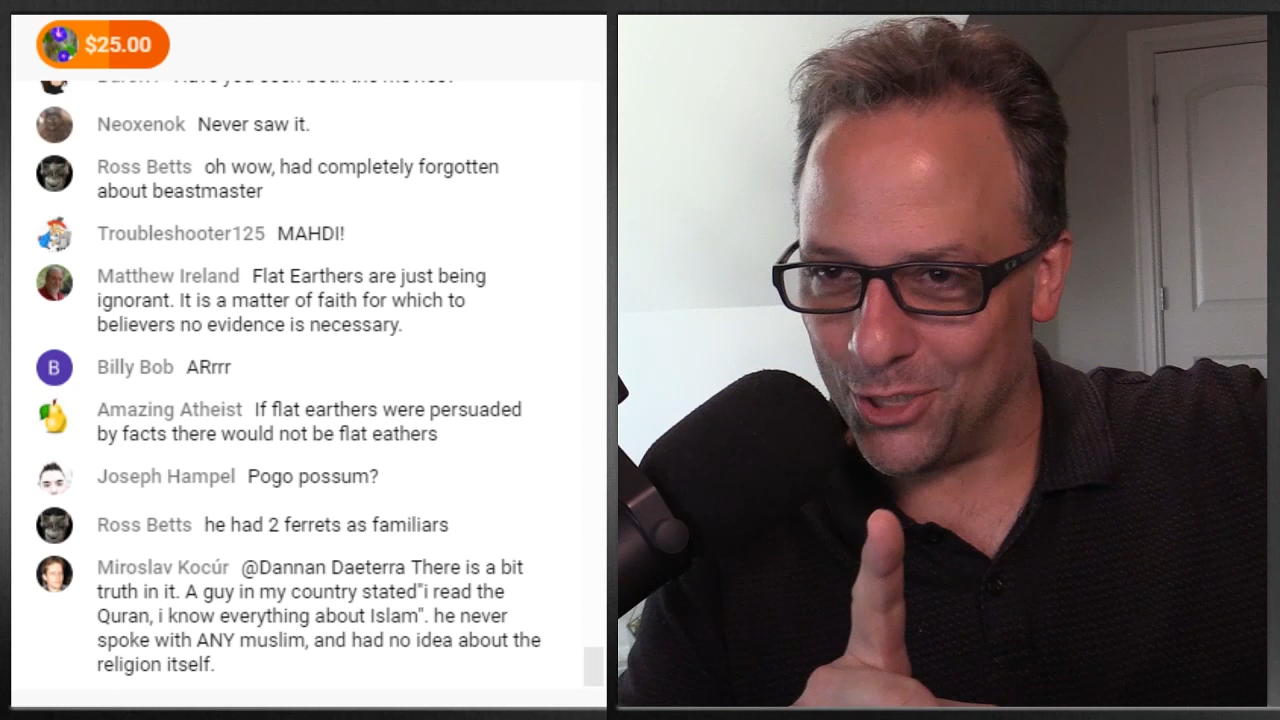 $25.00
Neoxenok Never saw it.
Ross Betts oh wow, had completely forgotten
about beastmaster
Troubleshooter125 MAHDI!
Matthew Ireland Flat Earthers are just being
ignorant. It is a matter of faith for which to
believers no evidence is necessary.
B
Billy Bob ARrrr
Amazing Atheist If flat earthers were persuaded
by facts there would not be flat eathers
Joseph Hampel Pogo possum?
Ross Betts he had 2 ferrets as familiars
Miroslav Kocúr @Dannan Daeterra There is a bit
truth in it. A guy in my country stated"i read the
Quran, i know everything about Islam". he never
spoke with ANY muslim, and had no idea about the
religion itself.